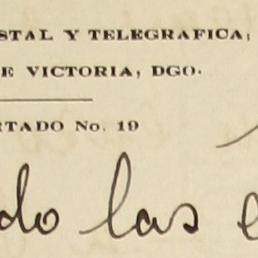 STAL Y TELEGRAFICA,
E VICTORIA, DGO.
RTADO No. 19
do las e